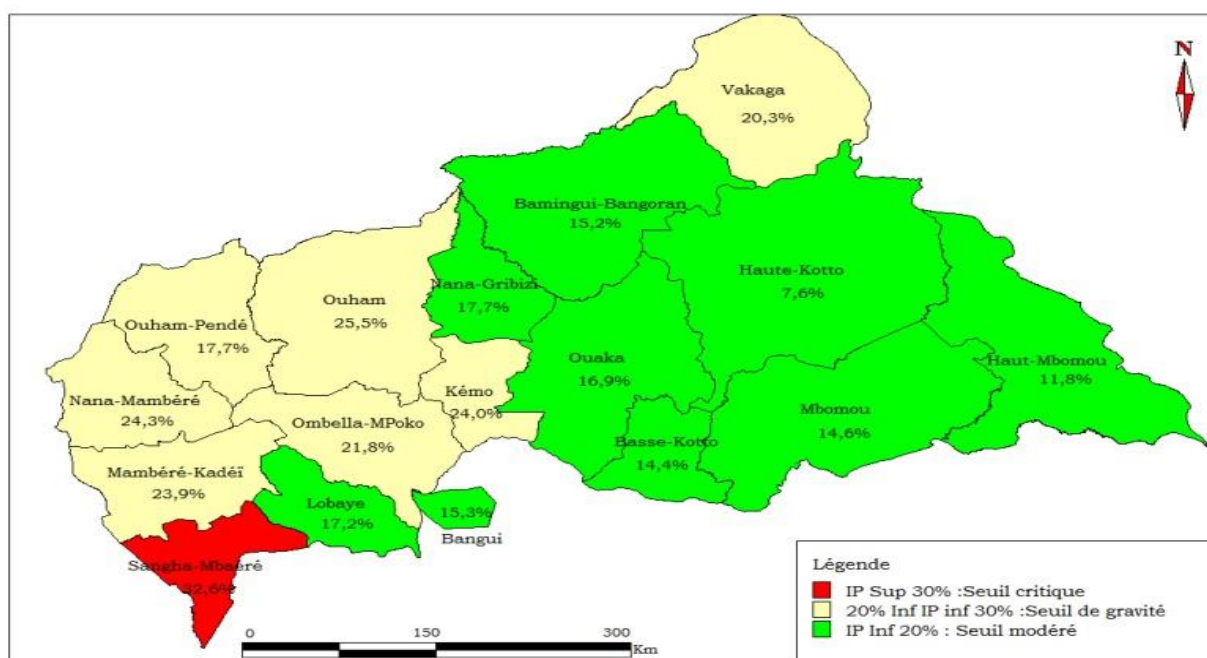 N
Vakaga
20,3%
Bamingui-Bangoran
15,2%
Haute-Kotto
7,6%
Nana-Gribizi
17,7%
Ouham
25,5%
Ouham-Pendé
17,7%
Ouaka
16,9%
Haut-Mbomou
11,8%
Kémo
24,0%
Nana-Mambéré
24,3%
Mbomou
14,6%
Ombella-MPoko
21,8%
Basse-Kotto
14,4%
Mambéré-Kadéï
23,9%
Lobaye
17,2%
15,3%
Bangui
Sangha-Mbaéré
32,6%
Légende
IP Sup 30% :Seuil critique
20% Inf IP inf 30% :Seuil de gravité
IP Inf 20% : Seuil modéré
0 150 300
Km